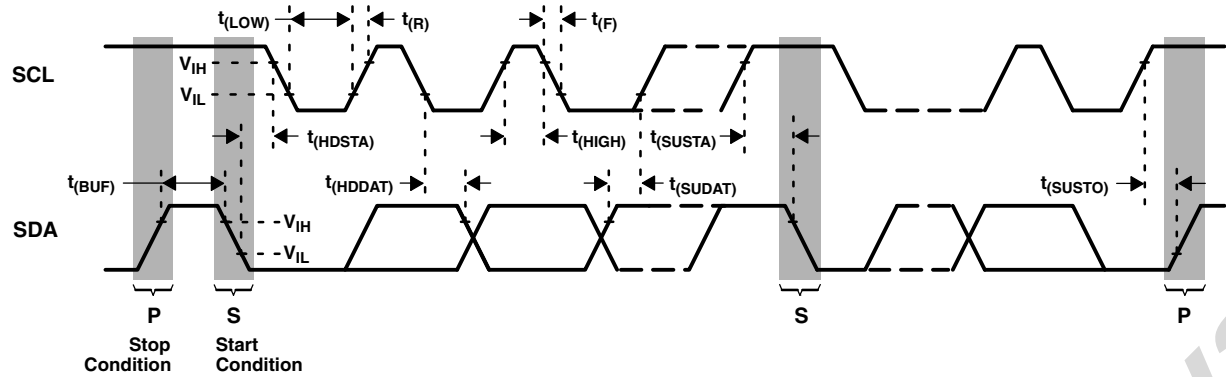 t(LOW) t(R) t(F)
SCL
VIH
VIL
t(HDSTA) t(HIGH) t(SUSTA)
t(BUF) t(HDDAT) t(SUDAT) t(SUSTO)
SDA
VIH
VIL
P S S P
Stop Condition
Start Condition